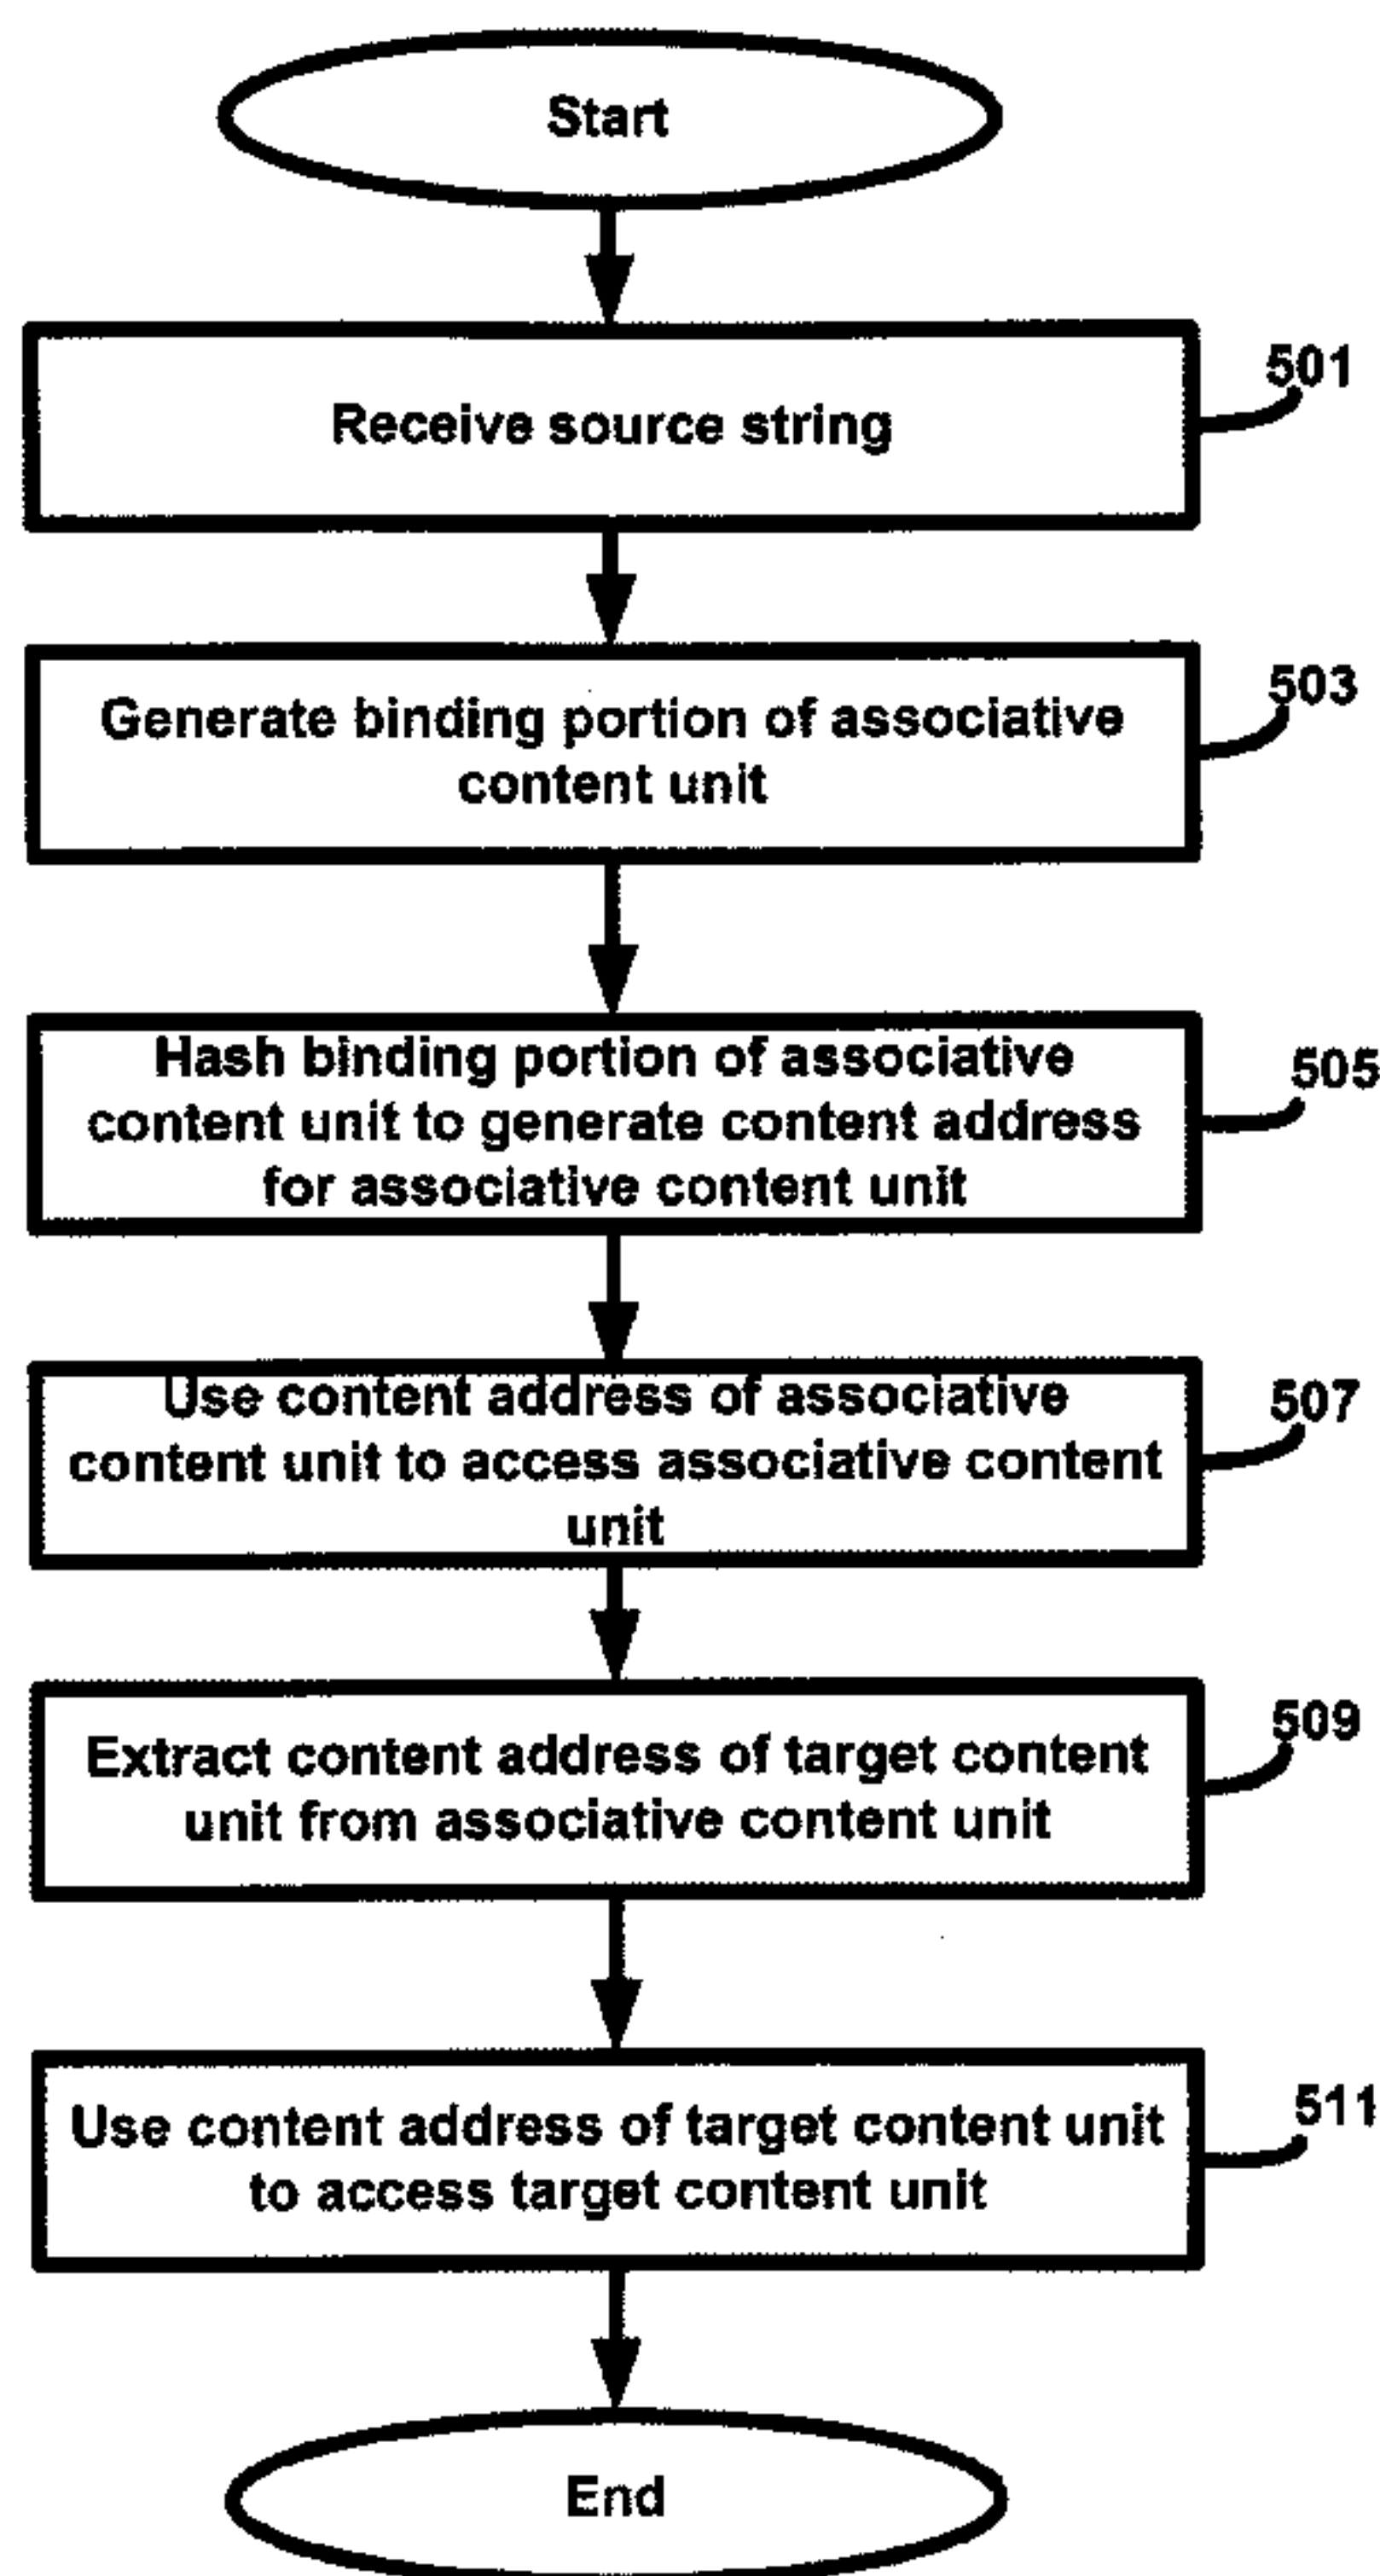 Start
501
Receive source string
503
Generate binding portion of associative
content unit
505
Hash binding portion of associative
content unit to generate content address
for associative content unit
507
Use content address of associative
content unit to access associative content
unit
509
Extract content address of target content
unit from associative content unit
511
Use content address of target content unit
to access target content unit
End